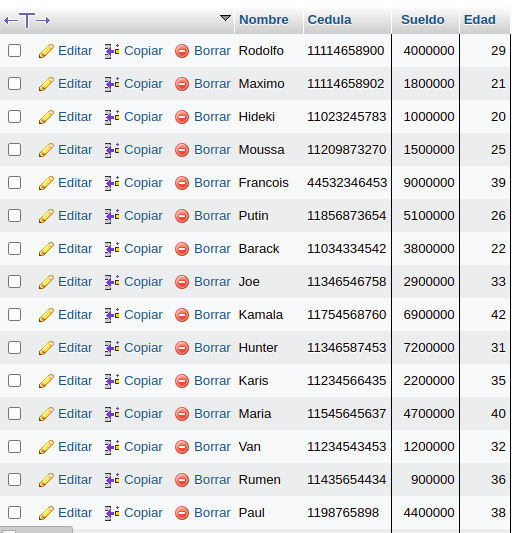 Nombre Cedula Sueldo Edad
Editar Copiar Borrar Rodolfo 11114658900 4000000 29
Editar Copiar Borrar Maximo 11114658902 1800000 21
Editar Copiar Borrar Hideki 11023245783 1000000 20
Editar Copiar Borrar Moussa 11209873270 1500000 25
Editar Copiar Borrar Francois 44532346453 9000000 39
Editar Copiar Borrar Putin 11856873654 5100000 26
Editar Copiar Borrar Barack 11034334542 3800000 22
Editar Copiar Borrar Joe 11346546758 2900000 33
Editar Copiar Borrar Kamala 11754568760 6900000 42
Editar Copiar Borrar Hunter 11346587453 7200000 31
Editar Copiar Borrar Karis 11234566435 2200000 35
Editar Copiar Borrar Maria 11545645637 4700000 40
Editar Copiar Borrar Van 11234543453 1200000 32
Editar Copiar Borrar Rumen 11435654434 900000 36
Editar Copiar Borrar Paul 1198765898 4400000 38